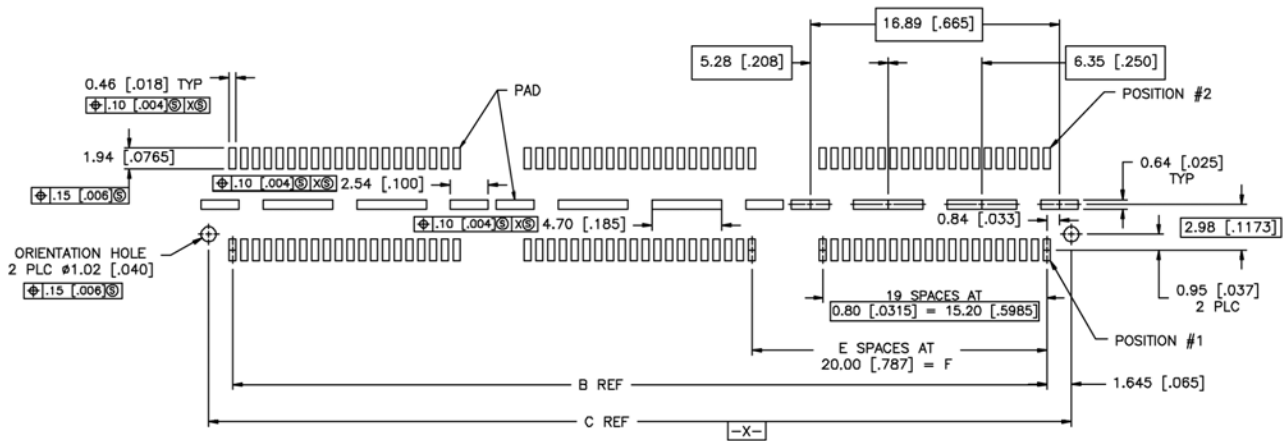 16.89 [.665]
5.28 [.208]
6.35 [.250]
0.46 [.018] TYP
⌖ .10 [.004]Ⓢ XⓈ
PAD
POSITION #2
1.94 [.0765]
0.64 [.025]
TYP
⌖ .10 [.004]Ⓢ XⓈ 2.54 [.100]
⌖ .15 [.006]Ⓢ
⌖ .10 [.004]Ⓢ XⓈ 4.70 [.185]
0.84 [.033]
2.98 [.1173]
ORIENTATION HOLE
2 PLC ø1.02 [.040]
⌖ .15 [.006]Ⓢ
0.95 [.037]
2 PLC
19 SPACES AT
0.80 [.0315] = 15.20 [.5985]
POSITION #1
E SPACES AT
20.00 [.787] = F
B REF
1.645 [.065]
C REF
-X-